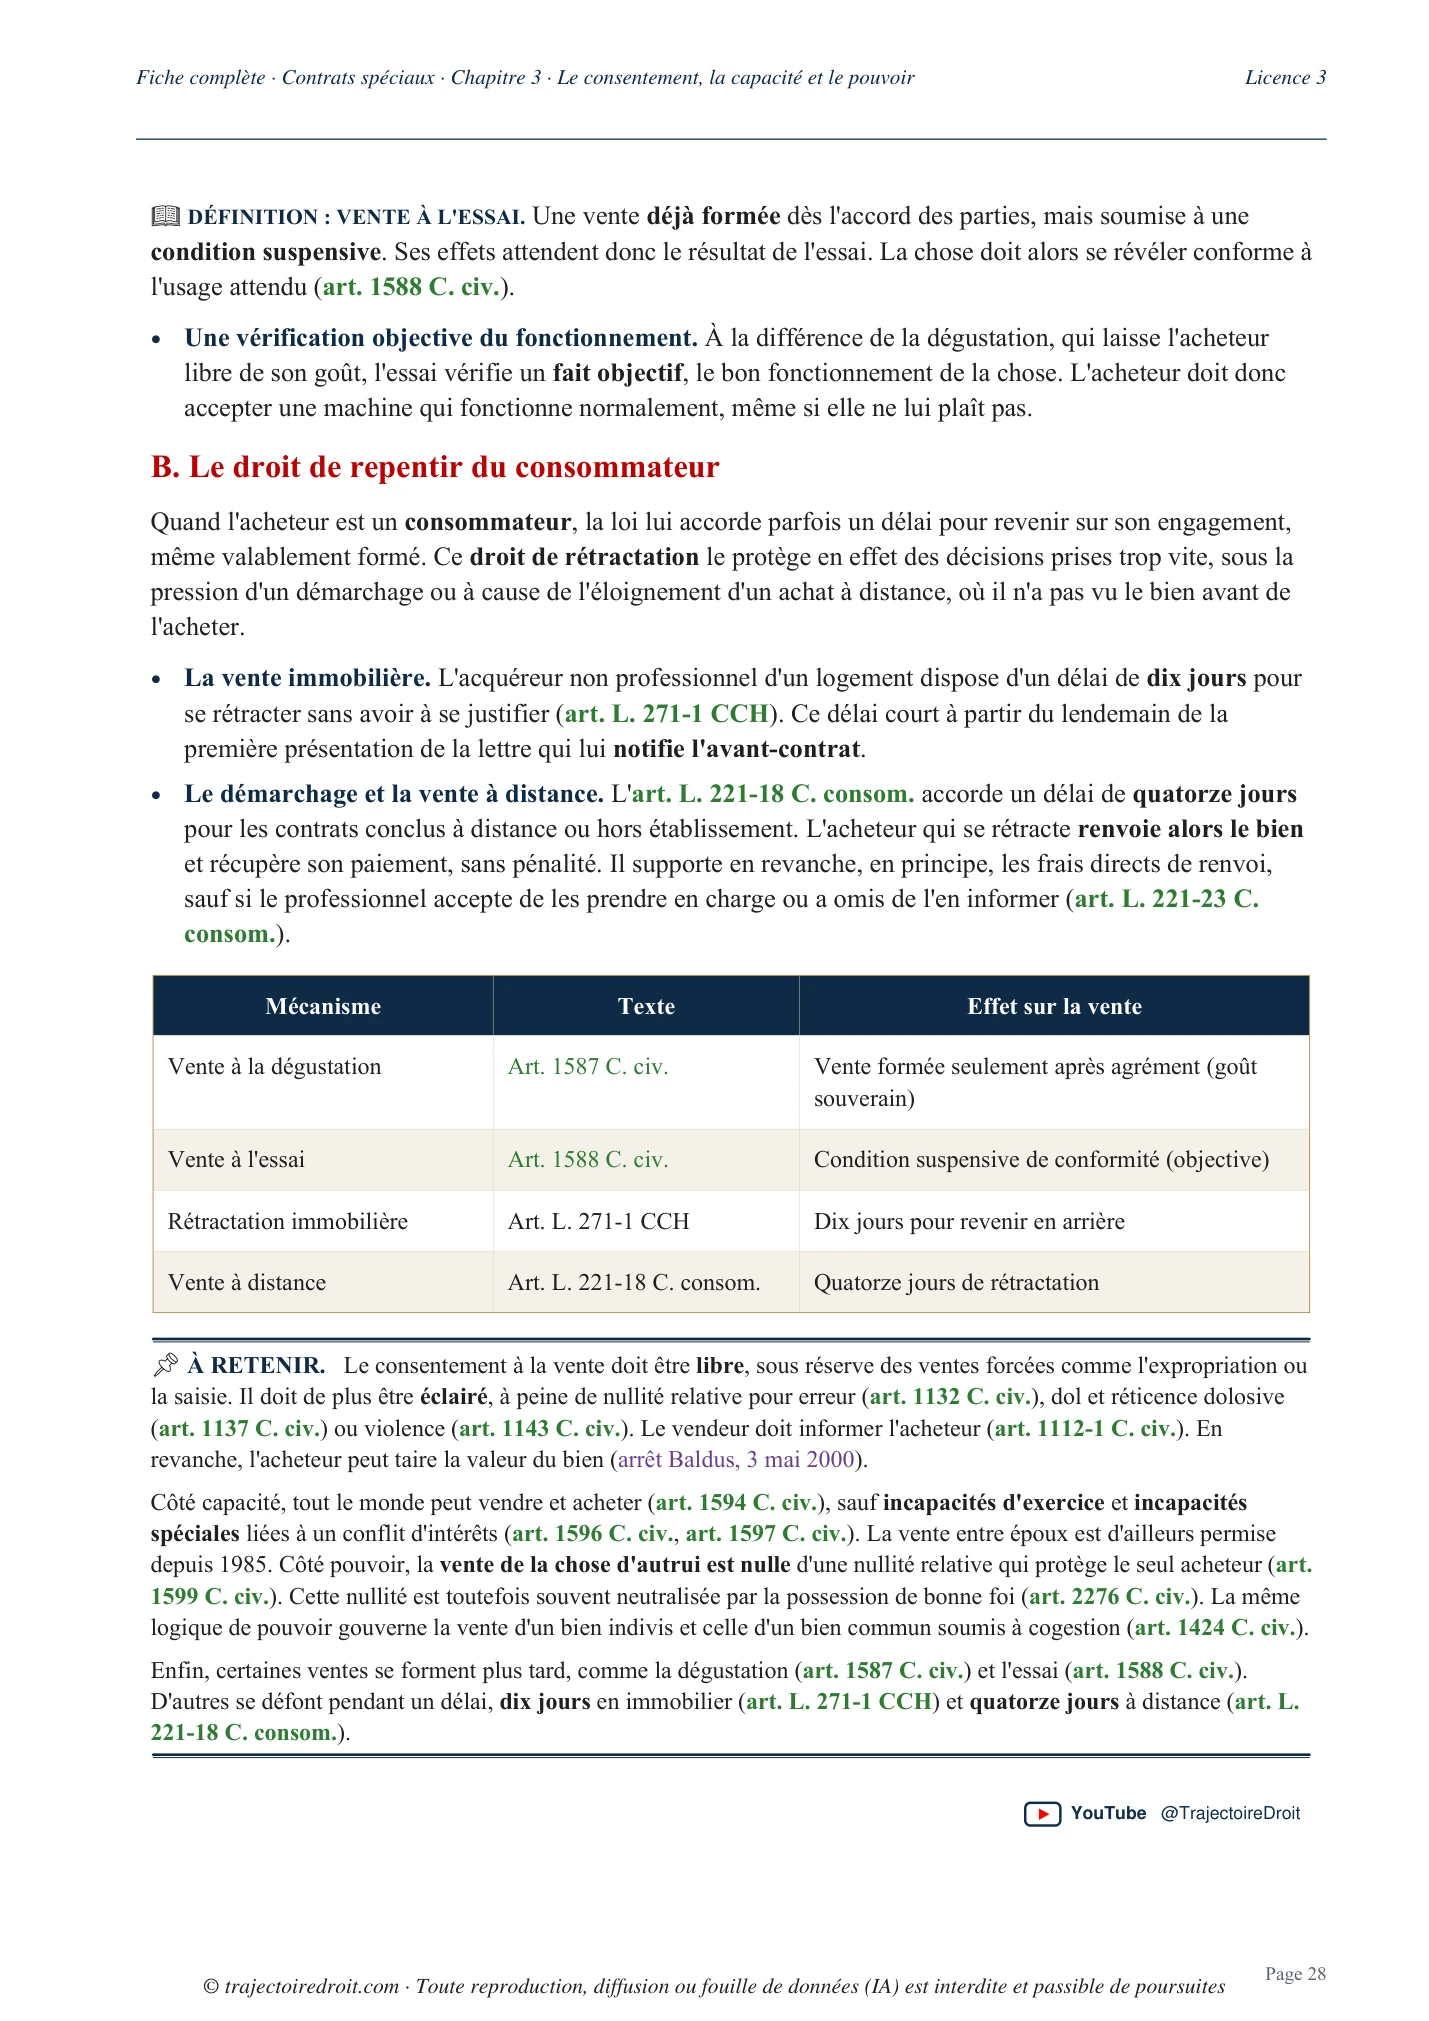 Fiche complète · Contrats spéciaux · Chapitre 3 · Le consentement, la capacité et le pouvoir
Licence 3
DÉFINITION : VENTE À L'ESSAI. Une vente déjà formée dès l'accord des parties, mais soumise à une
condition suspensive. Ses effets attendent donc le résultat de l'essai. La chose doit alors se révéler conforme à
l'usage attendu (art. 1588 C. civ.).
• Une vérification objective du fonctionnement. À la différence de la dégustation, qui laisse l'acheteur
libre de son goût, l'essai vérifie un fait objectif, le bon fonctionnement de la chose. L'acheteur doit donc
accepter une machine qui fonctionne normalement, même si elle ne lui plaît pas.
B. Le droit de repentir du consommateur
Quand l'acheteur est un consommateur, la loi lui accorde parfois un délai pour revenir sur son engagement,
même valablement formé. Ce droit de rétractation le protège en effet des décisions prises trop vite, sous la
pression d'un démarchage ou à cause de l'éloignement d'un achat à distance, où il n'a pas vu le bien avant de
l'acheter.
• La vente immobilière. L'acquéreur non professionnel d'un logement dispose d'un délai de dix jours pour
se rétracter sans avoir à se justifier (art. L. 271-1 CCH). Ce délai court à partir du lendemain de la
première présentation de la lettre qui lui notifie l'avant-contrat.
• Le démarchage et la vente à distance. L'art. L. 221-18 C. consom. accorde un délai de quatorze jours
pour les contrats conclus à distance ou hors établissement. L'acheteur qui se rétracte renvoie alors le bien
et récupère son paiement, sans pénalité. Il supporte en revanche, en principe, les frais directs de renvoi,
sauf si le professionnel accepte de les prendre en charge ou a omis de l'en informer (art. L. 221-23 C.
consom.).
Mécanisme
Texte
Effet sur la vente
Vente à la dégustation
Art. 1587 C. civ.
Vente formée seulement après agrément (goût
souverain)
Vente à l'essai
Art. 1588 C. civ.
Condition suspensive de conformité (objective)
Rétractation immobilière
Art. L. 271-1 CCH
Dix jours pour revenir en arrière
Vente à distance
Art. L. 221-18 C. consom.
Quatorze jours de rétractation
À RETENIR. Le consentement à la vente doit être libre, sous réserve des ventes forcées comme l'expropriation ou
la saisie. Il doit de plus être éclairé, à peine de nullité relative pour erreur (art. 1132 C. civ.), dol et réticence dolosive
(art. 1137 C. civ.) ou violence (art. 1143 C. civ.). Le vendeur doit informer l'acheteur (art. 1112-1 C. civ.). En
revanche, l'acheteur peut taire la valeur du bien (arrêt Baldus, 3 mai 2000).
Côté capacité, tout le monde peut vendre et acheter (art. 1594 C. civ.), sauf incapacités d'exercice et incapacités
spéciales liées à un conflit d'intérêts (art. 1596 C. civ., art. 1597 C. civ.). La vente entre époux est d'ailleurs permise
depuis 1985. Côté pouvoir, la vente de la chose d'autrui est nulle d'une nullité relative qui protège le seul acheteur (art.
1599 C. civ.). Cette nullité est toutefois souvent neutralisée par la possession de bonne foi (art. 2276 C. civ.). La même
logique de pouvoir gouverne la vente d'un bien indivis et celle d'un bien commun soumis à cogestion (art. 1424 C. civ.).
Enfin, certaines ventes se forment plus tard, comme la dégustation (art. 1587 C. civ.) et l'essai (art. 1588 C. civ.).
D'autres se défont pendant un délai, dix jours en immobilier (art. L. 271-1 CCH) et quatorze jours à distance (art. L.
221-18 C. consom.).
YouTube @TrajectoireDroit
© trajectoiredroit.com · Toute reproduction, diffusion ou fouille de données (IA) est interdite et passible de poursuites
Page 28